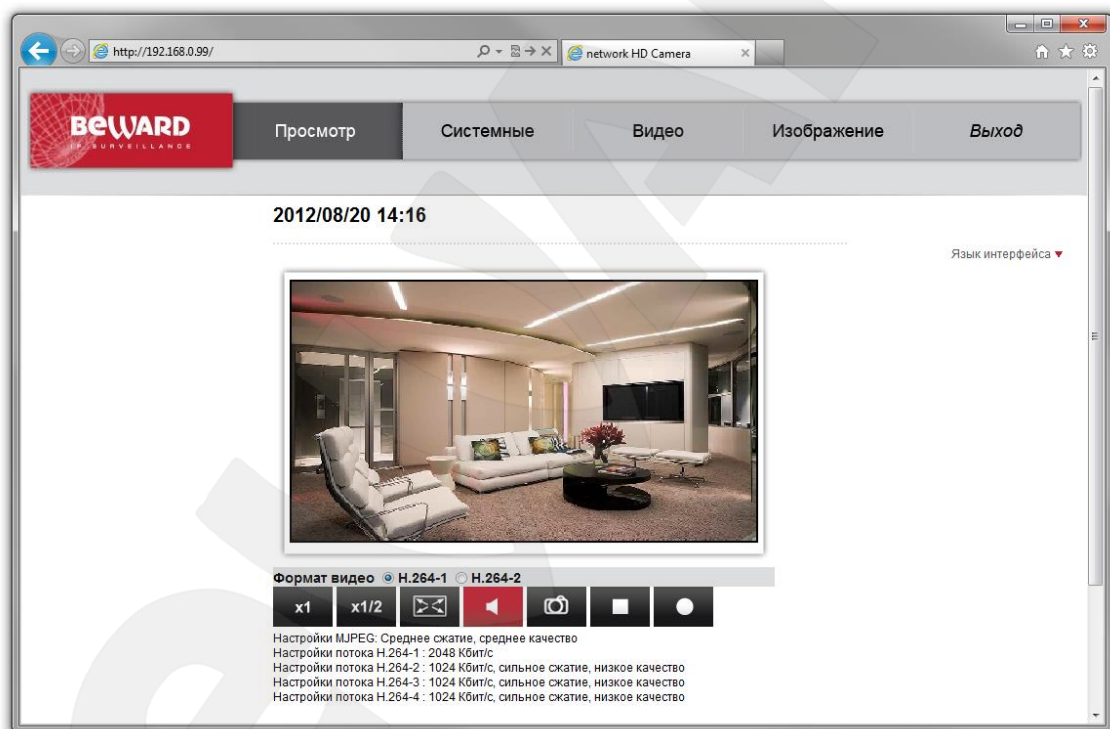 http://192.168.0.99/
network HD Camera
BEWARD
IP SURVEILLANCE
Просмотр
Системные
Видео
Изображение
Выход
2012/08/20 14:16
Язык интерфейса
Формат видео H.264-1 H.264-2
x1 x1/2
Настройки MJPEG: Среднее сжатие, среднее качество
Настройки потока H.264-1 : 2048 Кбит/с
Настройки потока H.264-2 : 1024 Кбит/с, сильное сжатие, низкое качество
Настройки потока H.264-3 : 1024 Кбит/с, сильное сжатие, низкое качество
Настройки потока H.264-4 : 1024 Кбит/с, сильное сжатие, низкое качество